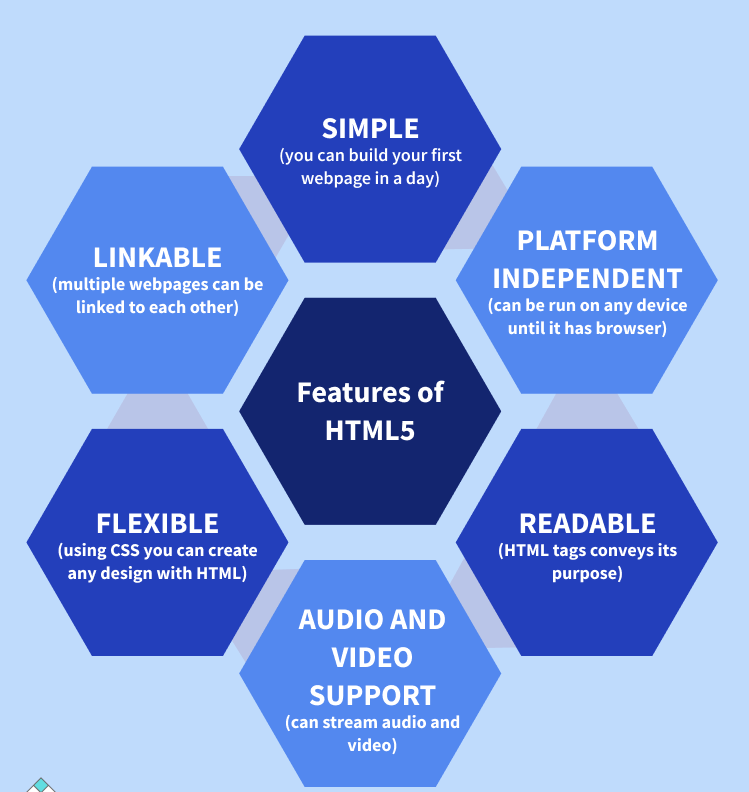 SIMPLE
(you can build your first
webpage in a day)
LINKABLE
(multiple webpages can be
linked to each other)
PLATFORM
INDEPENDENT
(can be run on any device
until it has browser)
Features of
HTML5
FLEXIBLE
(using CSS you can create
any design with HTML)
READABLE
(HTML tags conveys its
purpose)
AUDIO AND
VIDEO
SUPPORT
(can stream audio and
video)